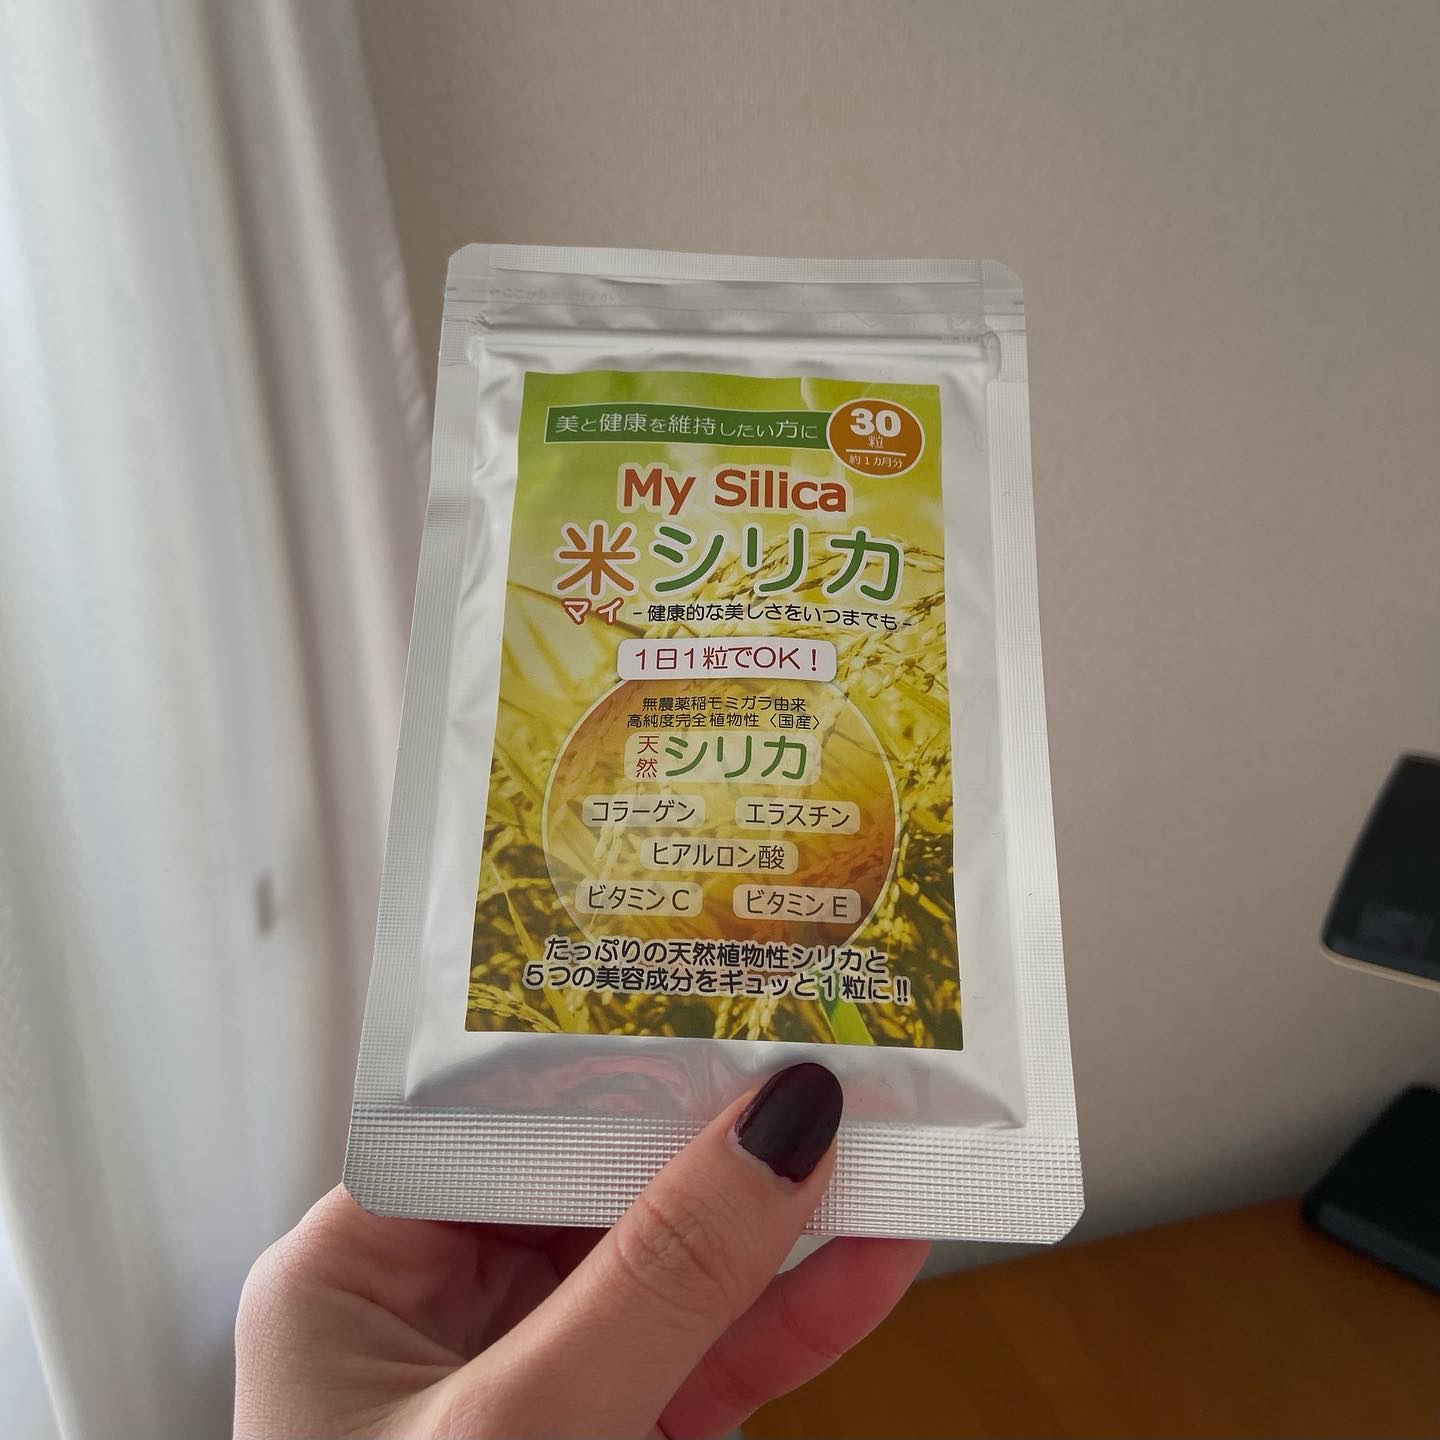 美と健康を維持したい方に
30
粒
約1カ月分
My Silica
米シリカ
マイ
-健康的な美しさをいつまでも-
1日1粒でOK!
無農薬稲モミガラ由来
高純度完全植物性〈国産〉
天然シリカ
コラーゲン エラスチン
ヒアルロン酸
ビタミンC ビタミンE
たっぷりの天然植物性シリカと
5つの美容成分をギュッと1粒に!!